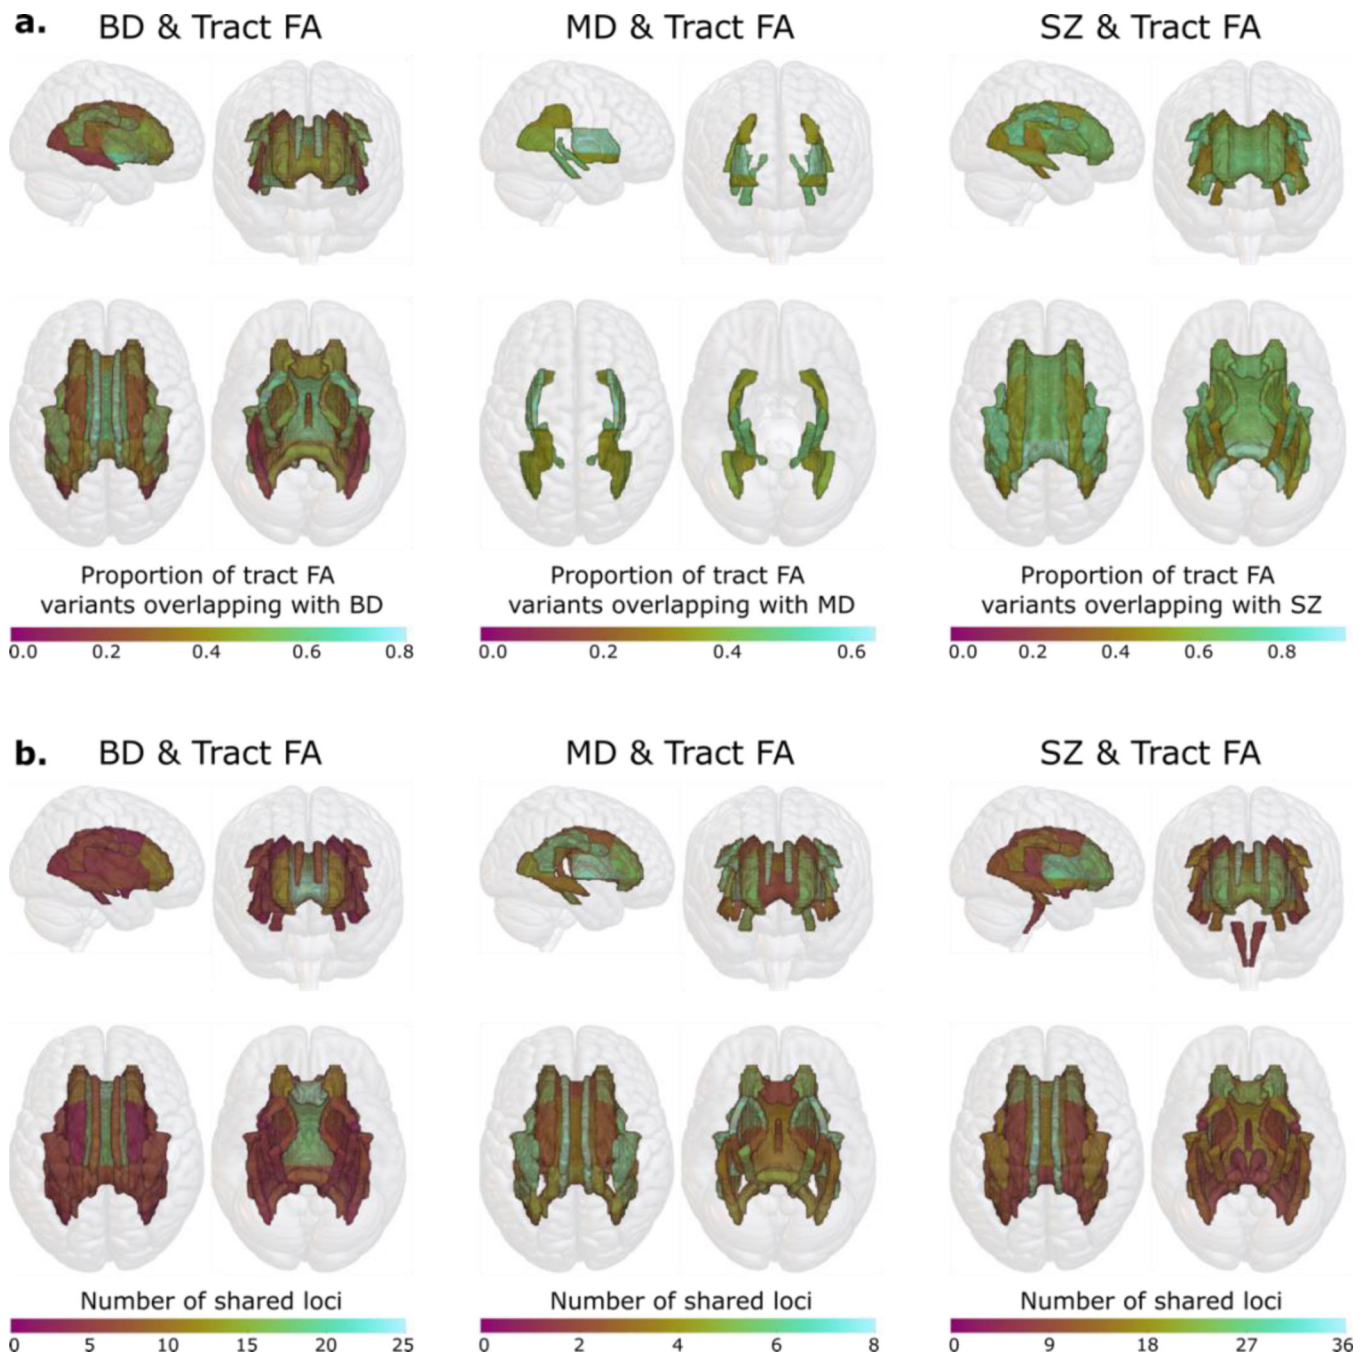 a. BD & Tract FA MD & Tract FA SZ & Tract FA
Proportion of tract FA Proportion of tract FA Proportion of tract FA
variants overlapping with BD variants overlapping with MD variants overlapping with SZ
0.0 0.2 0.4 0.6 0.8 0.0 0.2 0.4 0.6 0.0 0.2 0.4 0.6 0.8
b. BD & Tract FA MD & Tract FA SZ & Tract FA
Number of shared loci Number of shared loci Number of shared loci
0 5 10 15 20 25 0 2 4 6 8 0 9 18 27 36